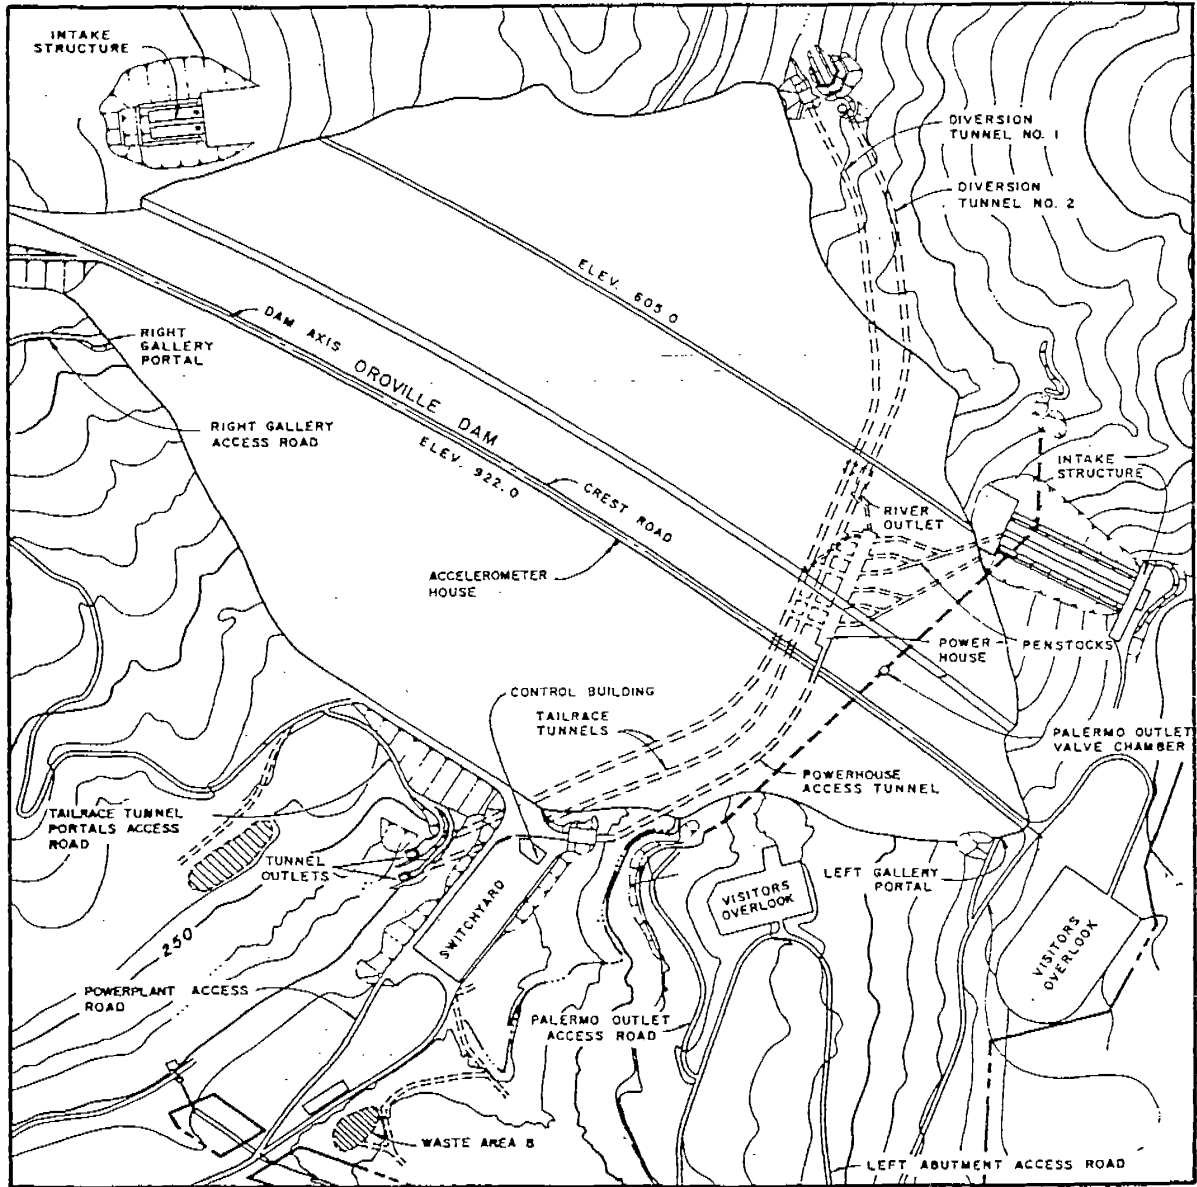 INTAKE
STRUCTURE
DIVERSION
TUNNEL NO. 1
DIVERSION
TUNNEL NO. 2
ELEV. 605.0
DAM AXIS
OROVILLE DAM
ELEV. 922.0
CREST ROAD
RIGHT
GALLERY
PORTAL
RIGHT GALLERY
ACCESS ROAD
INTAKE
STRUCTURE
RIVER
OUTLET
ACCELEROMETER
HOUSE
POWER
HOUSE
PENSTOCKS
CONTROL BUILDING
TAILRACE
TUNNELS
PALERMO OUTLET
VALVE CHAMBER
POWERHOUSE
ACCESS TUNNEL
TAILRACE TUNNEL
PORTALS ACCESS
ROAD
TUNNEL
OUTLETS
LEFT GALLERY
PORTAL
VISITORS
OVERLOOK
SWITCHYARD
VISITORS
OVERLOOK
250
POWERPLANT ACCESS
ROAD
PALERMO OUTLET
ACCESS ROAD
WASTE AREA B
LEFT ABUTMENT ACCESS ROAD